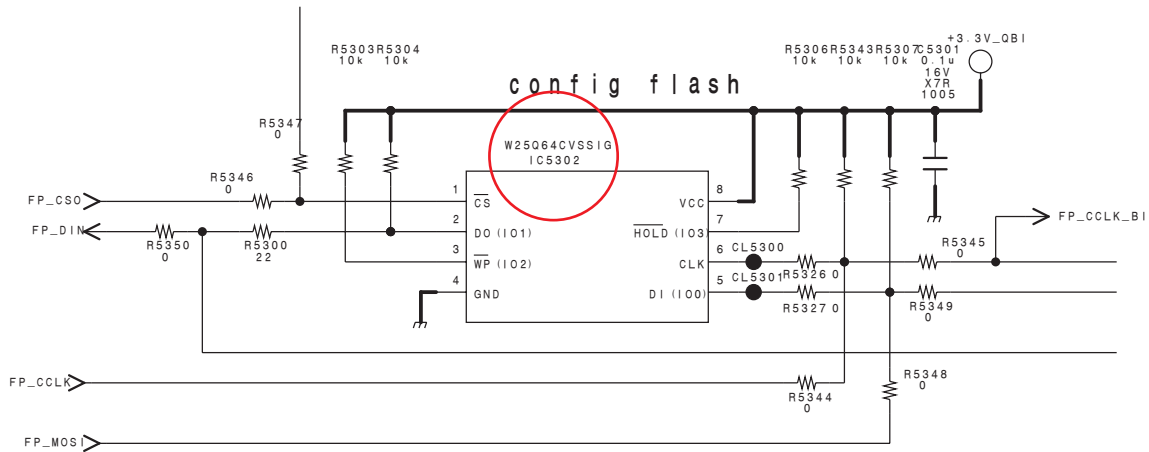 +3.3V_QBI
R5303R5304
10k 10k
R5306R5343R5307C5301
10k 10k 10k 0.1u
16V
X7R
1005
config flash
R5347
0
W25Q64CVSSIG
IC5302
R5346
0
FP_CSO
1 CS
8 VCC
FP_DIN
R5350
0
R5300
22
2 DO(IO1)
7 HOLD(IO3)
FP_CCLK_BI
3 WP(IO2)
6 CLK
CL5300
R5326 0
R5345
0
4 GND
5 DI(IO0)
CL5301
R5327 0
R5349
0
FP_CCLK
R5344
0
R5348
0
FP_MOSI